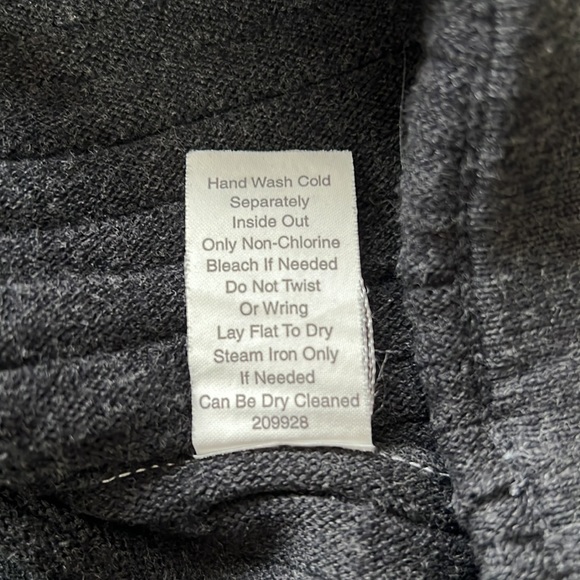 Hand Wash Cold
Separately
Inside Out
Only Non-Chlorine
Bleach If Needed
Do Not Twist
Or Wring
Lay Flat To Dry
Steam Iron Only
If Needed
Can Be Dry Cleaned
209928